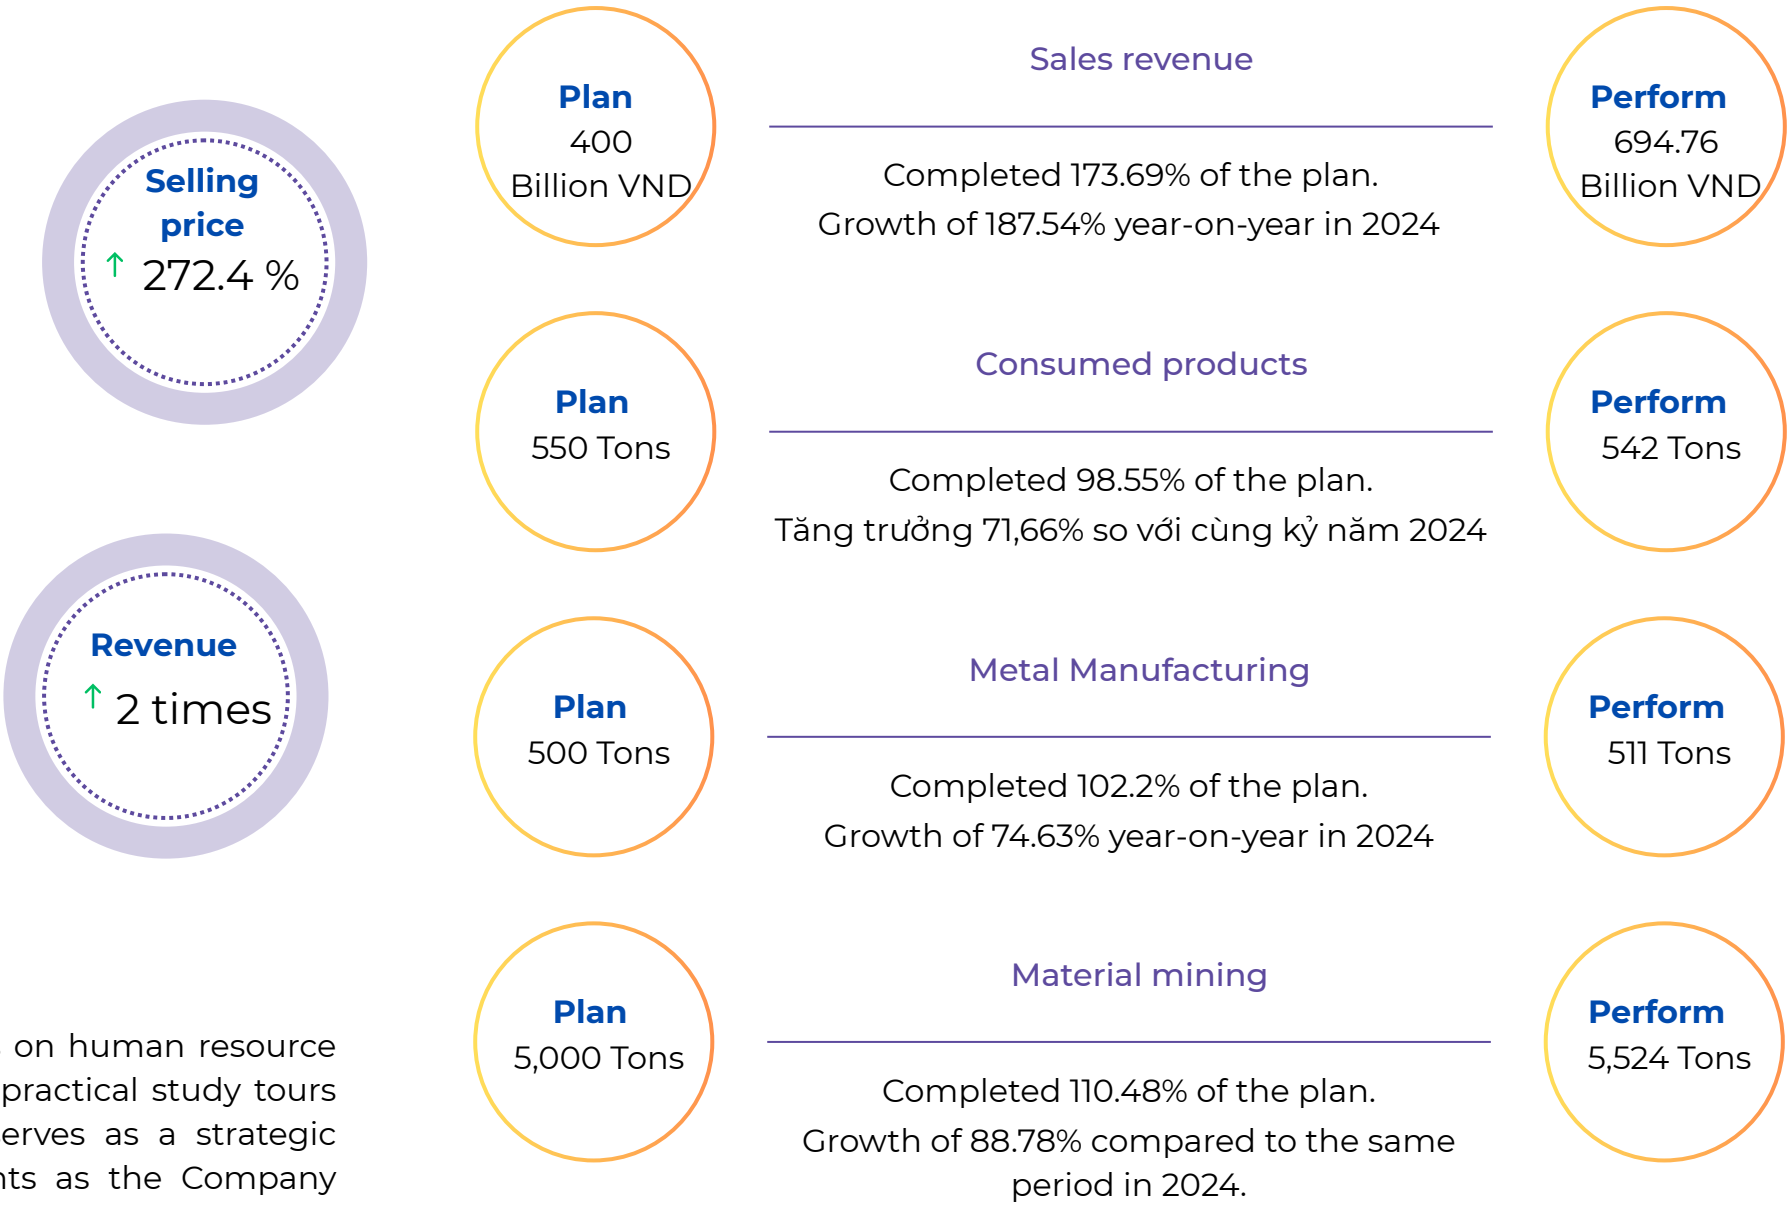 Selling
price
↑ 272.4 %
Revenue
↑ 2 times
on human resource
practical study tours
as a strategic
as the Company
Plan
400
Billion VND
Sales revenue
Completed 173.69% of the plan.
Growth of 187.54% year-on-year in 2024
Perform
694.76
Billion VND
Plan
550 Tons
Consumed products
Completed 98.55% of the plan.
Tăng trưởng 71,66% so với cùng kỷ năm 2024
Perform
542 Tons
Plan
500 Tons
Metal Manufacturing
Completed 102.2% of the plan.
Growth of 74.63% year-on-year in 2024
Perform
511 Tons
Plan
5,000 Tons
Material mining
Completed 110.48% of the plan.
Growth of 88.78% compared to the same
period in 2024.
Perform
5,524 Tons